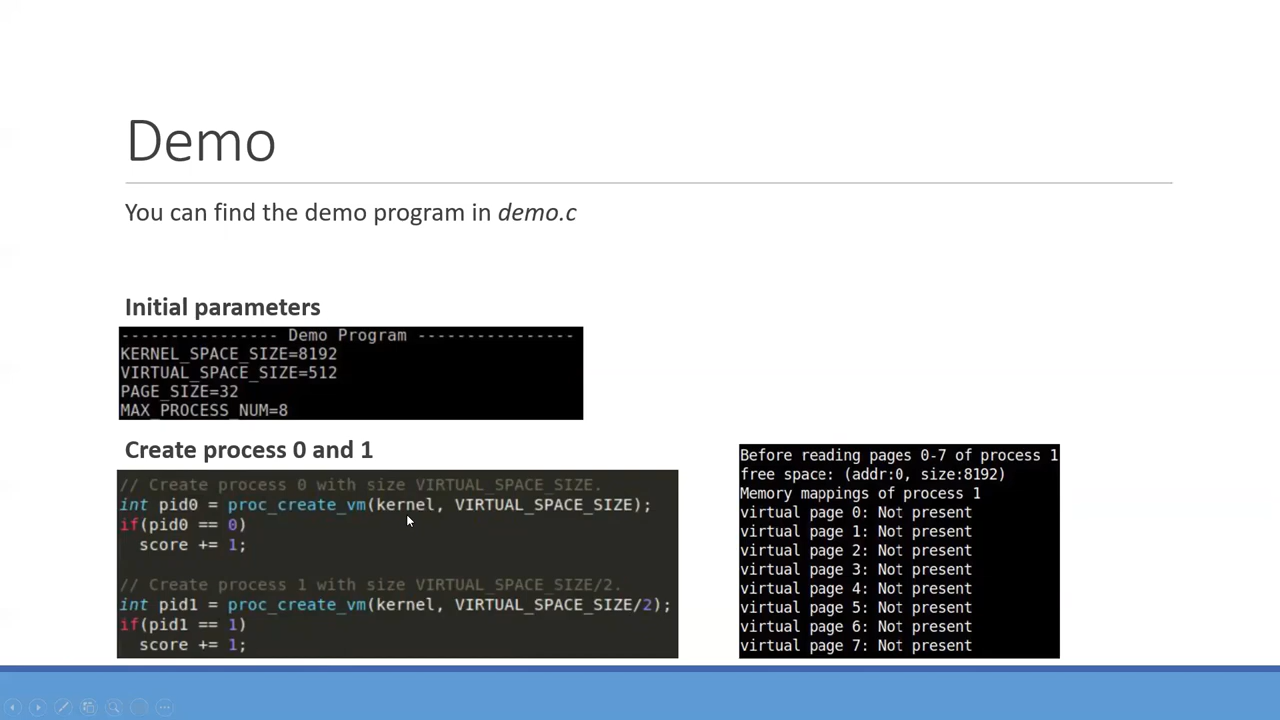 Demo
You can find the demo program in demo.c
Initial parameters
---------------- Demo Program ----------------
KERNEL_SPACE_SIZE=8192
VIRTUAL_SPACE_SIZE=512
PAGE_SIZE=32
MAX_PROCESS_NUM=8
Create process 0 and 1
// Create process 0 with size VIRTUAL_SPACE_SIZE.
int pid0 = proc_create_vm(kernel, VIRTUAL_SPACE_SIZE);
if(pid0 == 0)
score += 1;
// Create process 1 with size VIRTUAL_SPACE_SIZE/2.
int pid1 = proc_create_vm(kernel, VIRTUAL_SPACE_SIZE/2);
if(pid1 == 1)
score += 1;
Before reading pages 0-7 of process 1
free space: (addr:0, size:8192)
Memory mappings of process 1
virtual page 0: Not present
virtual page 1: Not present
virtual page 2: Not present
virtual page 3: Not present
virtual page 4: Not present
virtual page 5: Not present
virtual page 6: Not present
virtual page 7: Not present